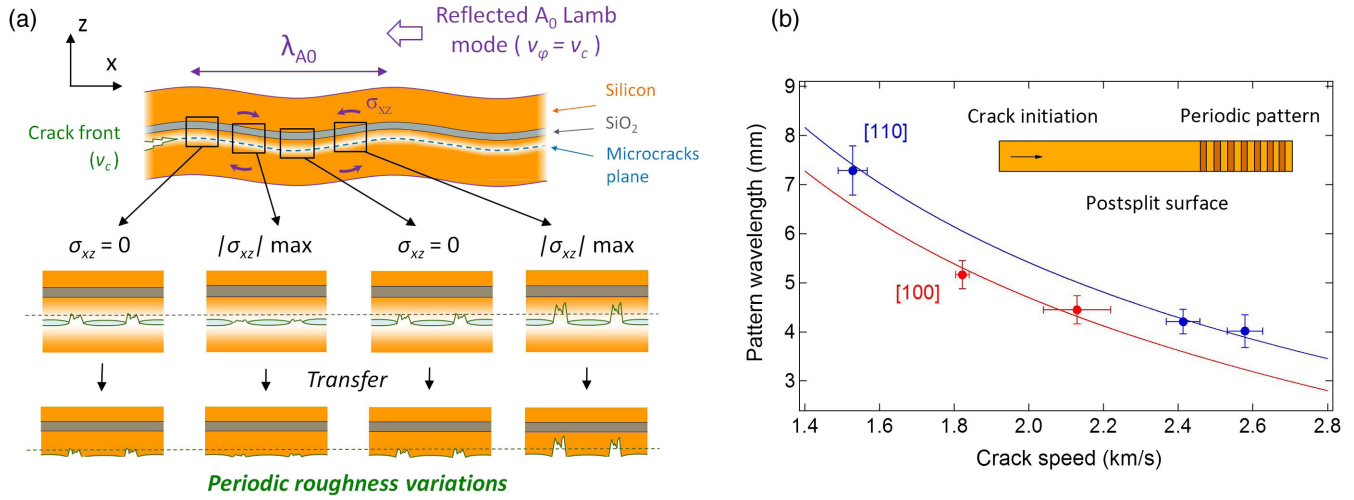 (a)
z
x
λA0
Reflected A0 Lamb
mode ( vφ = vc )
Silicon
SiO2
Microcracks
plane
σxz
Crack front
(vc)
σxz = 0
|σxz| max
σxz = 0
|σxz| max
Transfer
Periodic roughness variations
(b)
Pattern wavelength (mm)
9
8
7
6
5
4
3
[110]
[100]
Crack initiation
Periodic pattern
Postsplit surface
1.4
1.6
1.8
2.0
2.2
2.4
2.6
2.8
Crack speed (km/s)